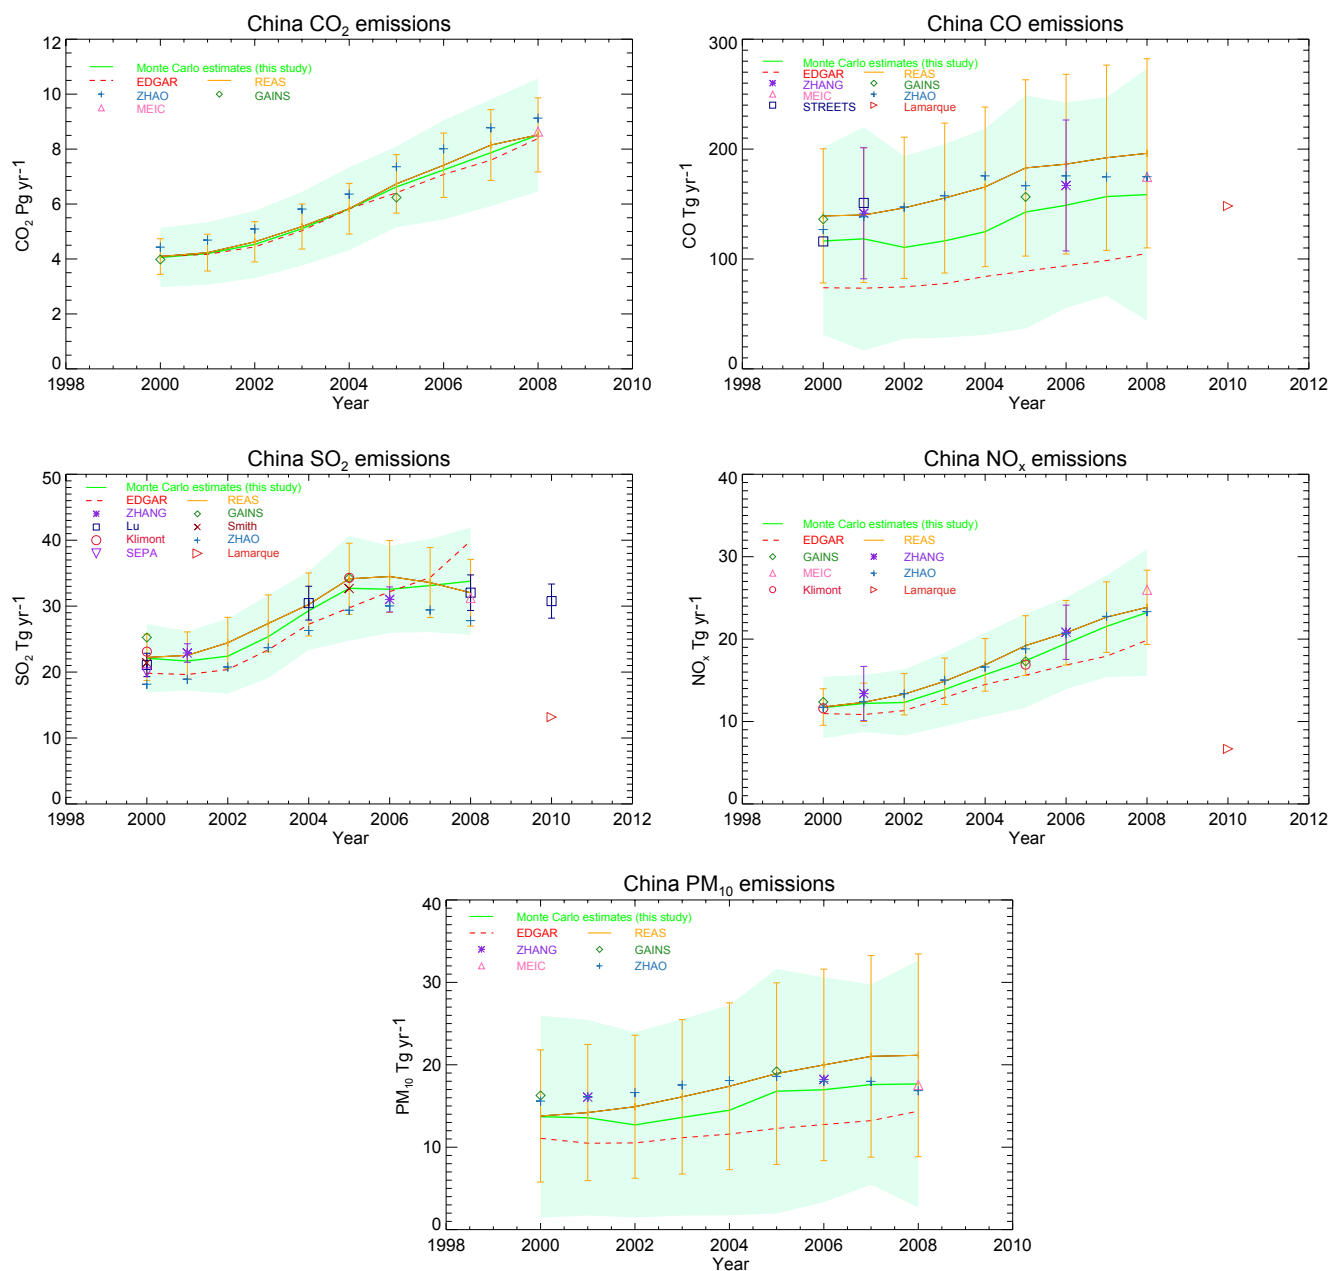 China CO₂ emissions
12
10
8
6
4
2
0
CO₂ Pg yr⁻¹
Monte Carlo estimates (this study)
EDGAR REAS
ZHAO GAINS
MEIC
1998 2000 2002 2004 2006 2008 2010
Year
China CO emissions
300
200
100
0
CO Tg yr⁻¹
Monte Carlo estimates (this study)
EDGAR REAS
ZHANG GAINS
MEIC ZHAO
STREETS Lamarque
1998 2000 2002 2004 2006 2008 2010 2012
Year
China SO₂ emissions
50
40
30
20
10
0
SO₂ Tg yr⁻¹
Monte Carlo estimates (this study)
EDGAR REAS
ZHANG GAINS
Lu Smith
Klimont ZHAO
SEPA Lamarque
1998 2000 2002 2004 2006 2008 2010 2012
Year
China NOₓ emissions
40
30
20
10
0
NOₓ Tg yr⁻¹
Monte Carlo estimates (this study)
EDGAR REAS
GAINS ZHANG
MEIC ZHAO
Klimont Lamarque
1998 2000 2002 2004 2006 2008 2010 2012
Year
China PM₁₀ emissions
40
30
20
10
0
PM₁₀ Tg yr⁻¹
Monte Carlo estimates (this study)
EDGAR REAS
ZHANG GAINS
MEIC ZHAO
1998 2000 2002 2004 2006 2008 2010
Year